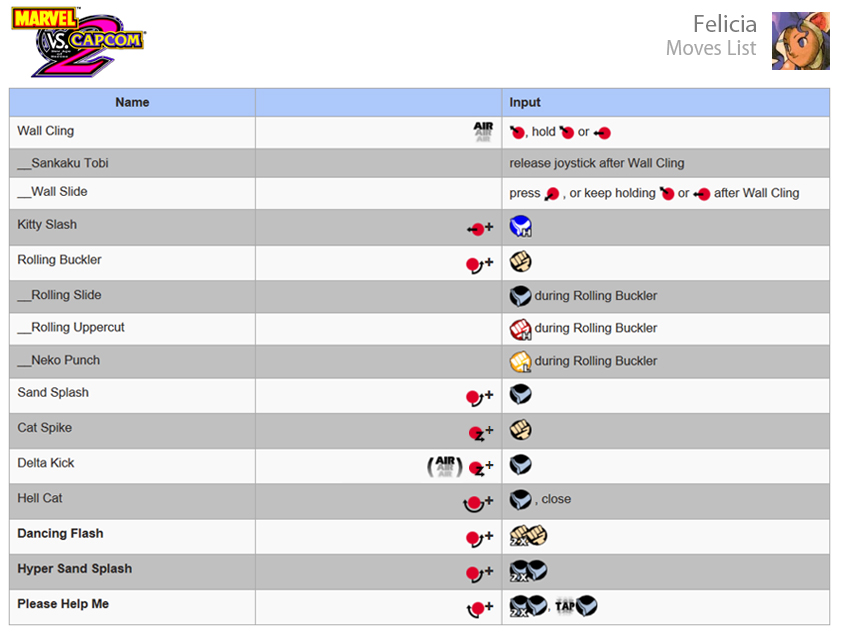 MARVEL
VS. CAPCOM
2
Felicia
Moves List
Name Input
Wall Cling AIR , hold or
__Sankaku Tobi release joystick after Wall Cling
__Wall Slide press , or keep holding or after Wall Cling
Kitty Slash + H
Rolling Buckler +
__Rolling Slide during Rolling Buckler
__Rolling Uppercut H during Rolling Buckler
__Neko Punch L during Rolling Buckler
Sand Splash +
Cat Spike Z +
Delta Kick (AIR) Z +
Hell Cat + , close
Dancing Flash + 2X
Hyper Sand Splash + 2X
Please Help Me + 2X , TAP